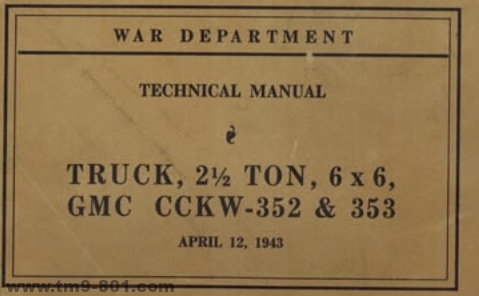 WAR DEPARTMENT
TECHNICAL MANUAL
TRUCK, 2½ TON, 6 x 6,
GMC CCKW-352 & 353
APRIL 12, 1943
www.tm9-801.com